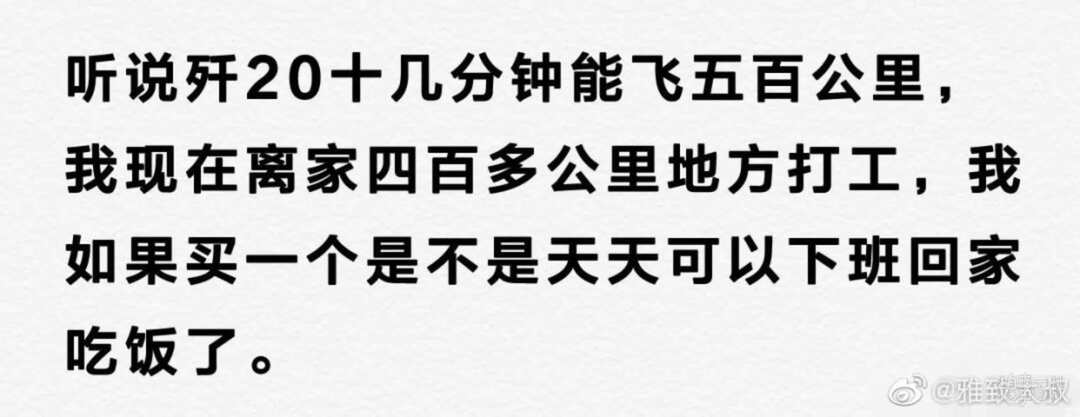 听说歼20十几分钟能飞五百公里，
我现在离家四百多公里地方打工，我
如果买一个是不是天天可以下班回家
吃饭了。
@雅致大叔